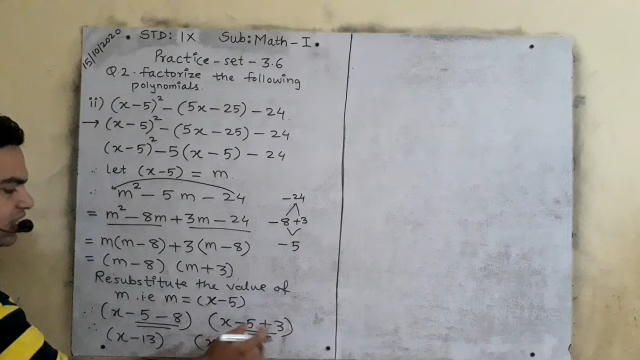 15/10/2020
• STD: IX Sub: Math-I •
Practice-set-3.6
Q.2. factorize the following
polynomials.
ii) (x-5)² - (5x-25) - 24
→ (x-5)² - (5x-25) - 24
(x-5)² - 5(x-5) - 24
∴ let (x-5) = m.
∴ m² - 5m - 24
-24
= m² - 8m + 3m - 24
-8 +3
-5
= m(m-8) + 3(m-8)
= (m-8) (m+3)
Resubstitute the value of
m i.e m = (x-5)
∴ (x-5-8) (x-5+3)
∴ (x-13) (x